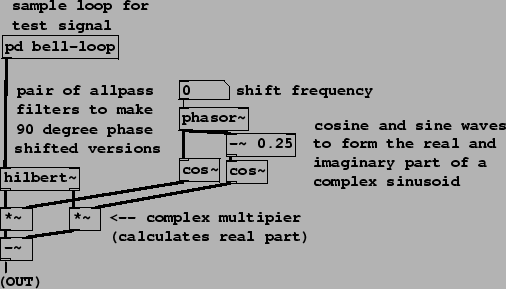 sample loop for
test signal
pd bell-loop
pair of allpass
filters to make
90 degree phase
shifted versions
0
shift frequency
phasor~
-~ 0.25
cosine and sine waves
to form the real and
imaginary part of a
complex sinusoid
hilbert~
cos~
cos~
*~
*~
<-- complex multipier
(calculates real part)
-~
(OUT)